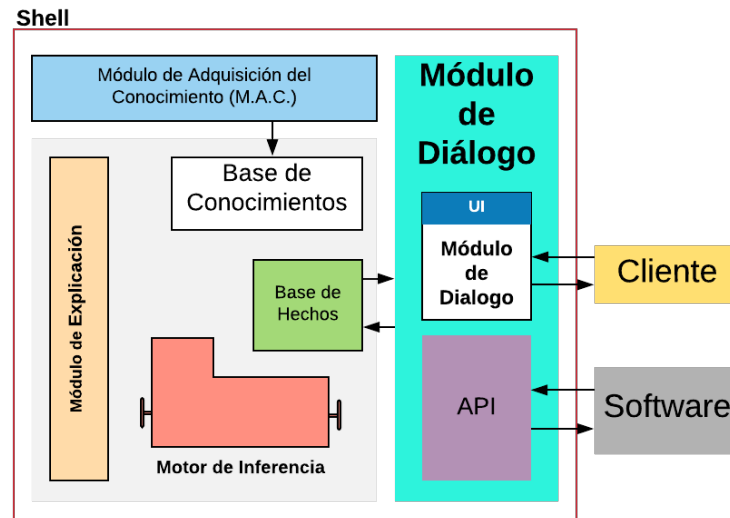 Shell
Módulo de Adquisición del
Conocimiento (M.A.C.)
Base de
Conocimientos
Módulo de Explicación
Base de
Hechos
Motor de Inferencia
Módulo
de
Diálogo
UI
Módulo
de
Dialogo
API
Cliente
Software